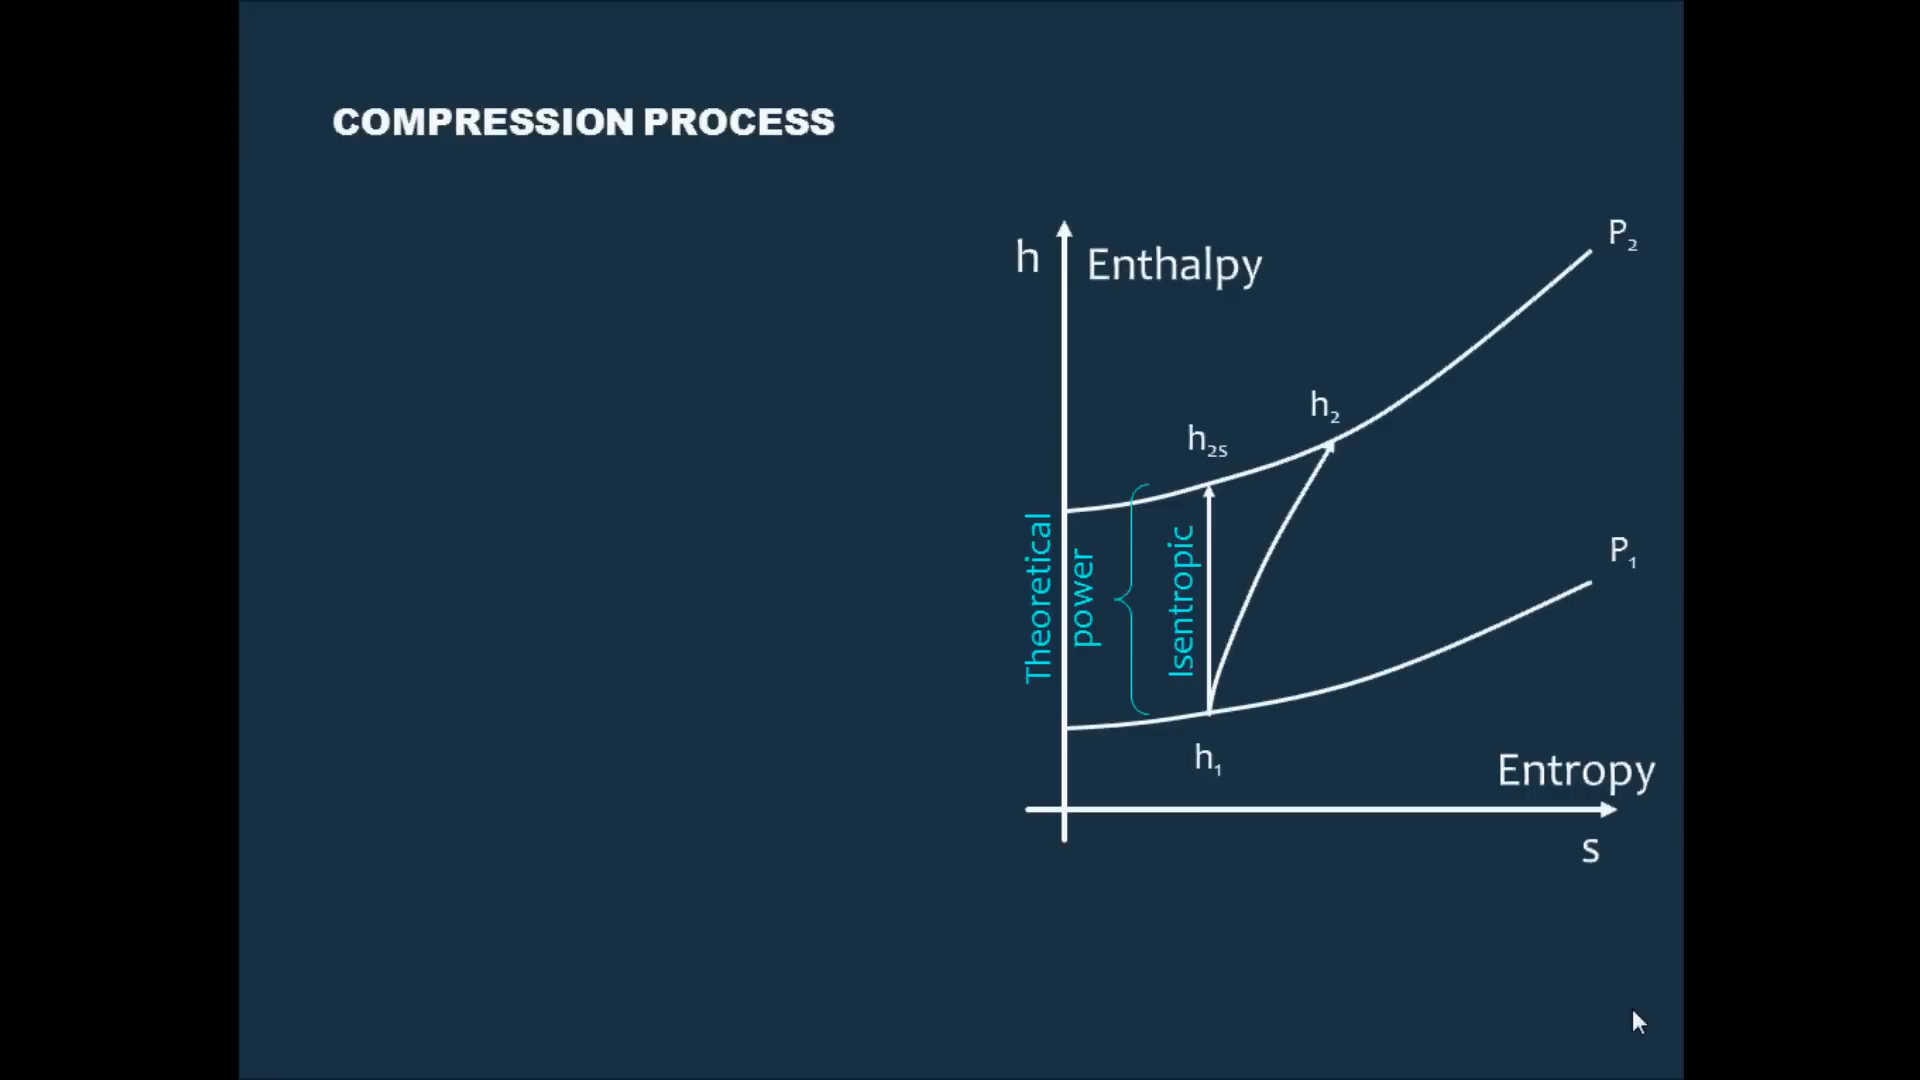 COMPRESSION PROCESS
h
Enthalpy
P₂
h₂
h₂ₛ
Theoretical
power
Isentropic
P₁
h₁
Entropy
s